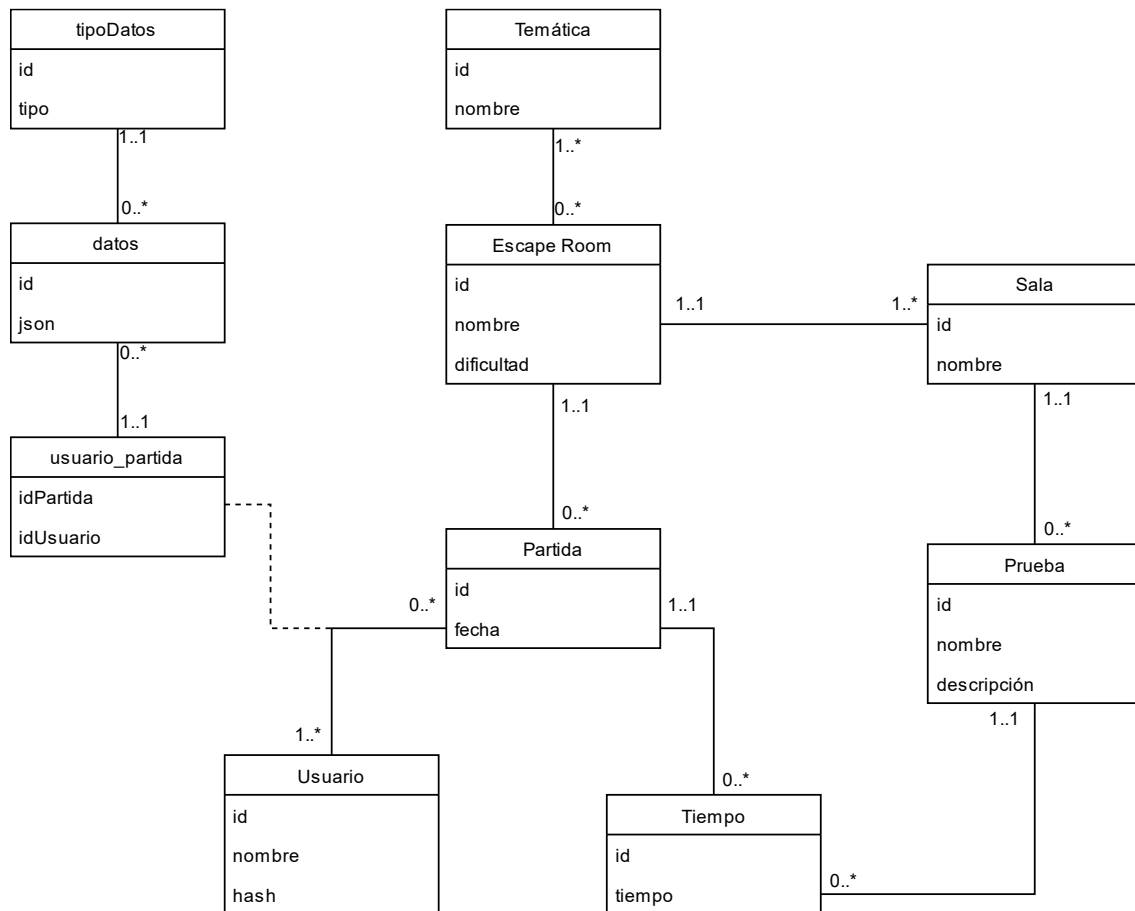 tipoDatos
id
tipo
1..1
0..*
datos
id
json
0..*
1..1
usuario_partida
idPartida
idUsuario
Temática
id
nombre
1..*
0..*
Escape Room
id
nombre
dificultad
1..1
1..*
Sala
id
nombre
1..1
0..*
Partida
id
fecha
0..*
1..1
1..1
0..*
Prueba
id
nombre
descripción
1..1
1..*
Usuario
id
nombre
hash
0..*
Tiempo
id
tiempo
0..*